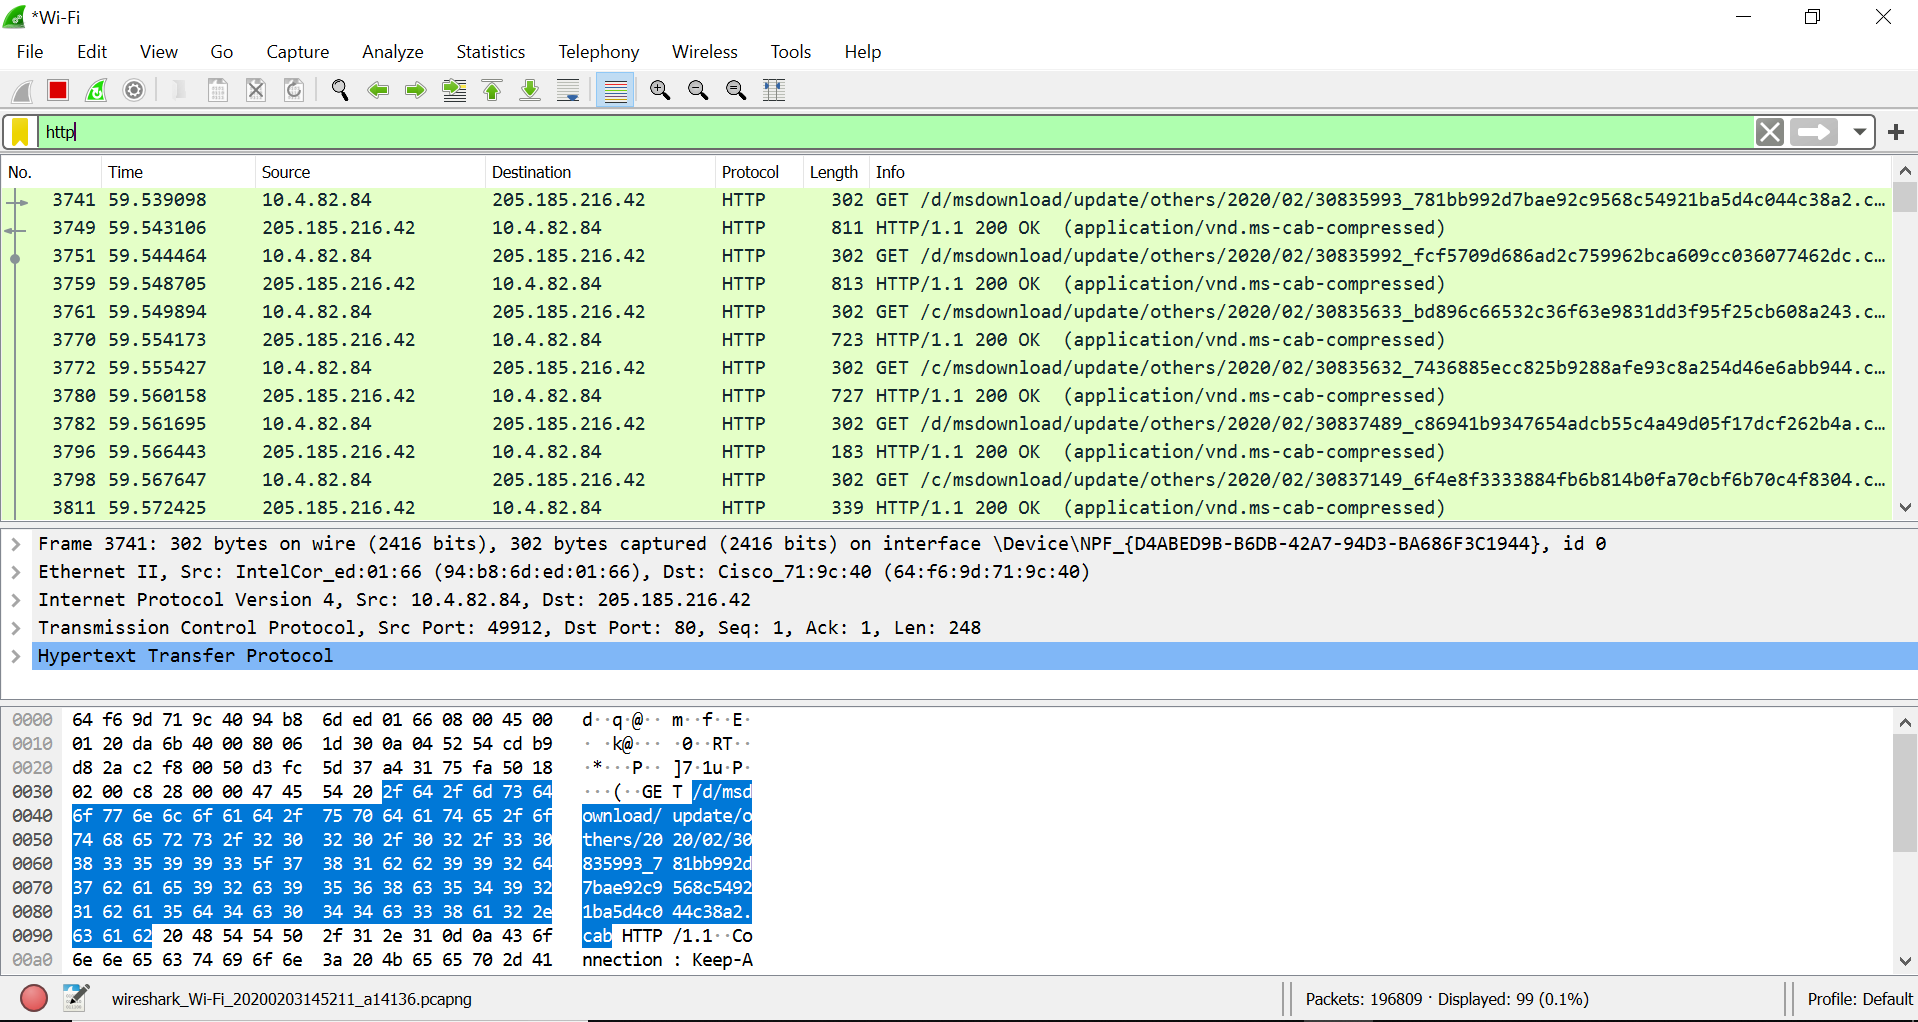 *Wi-Fi
File Edit View Go Capture Analyze Statistics Telephony Wireless Tools Help
http
No. Time Source Destination Protocol Length Info
3741 59.539098 10.4.82.84 205.185.216.42 HTTP 302 GET /d/msdownload/update/others/2020/02/30835993_781bb992d7bae92c9568c54921ba5d4c044c38a2.c…
3749 59.543106 205.185.216.42 10.4.82.84 HTTP 811 HTTP/1.1 200 OK (application/vnd.ms-cab-compressed)
3751 59.544464 10.4.82.84 205.185.216.42 HTTP 302 GET /d/msdownload/update/others/2020/02/30835992_fcf5709d686ad2c759962bca609cc036077462dc.c…
3759 59.548705 205.185.216.42 10.4.82.84 HTTP 813 HTTP/1.1 200 OK (application/vnd.ms-cab-compressed)
3761 59.549894 10.4.82.84 205.185.216.42 HTTP 302 GET /c/msdownload/update/others/2020/02/30835633_bd896c66532c36f63e9831dd3f95f25cb608a243.c…
3770 59.554173 205.185.216.42 10.4.82.84 HTTP 723 HTTP/1.1 200 OK (application/vnd.ms-cab-compressed)
3772 59.555427 10.4.82.84 205.185.216.42 HTTP 302 GET /c/msdownload/update/others/2020/02/30835632_7436885ecc825b9288afe93c8a254d46e6abb944.c…
3780 59.560158 205.185.216.42 10.4.82.84 HTTP 727 HTTP/1.1 200 OK (application/vnd.ms-cab-compressed)
3782 59.561695 10.4.82.84 205.185.216.42 HTTP 302 GET /d/msdownload/update/others/2020/02/30837489_c86941b9347654adcb55c4a49d05f17dcf262b4a.c…
3796 59.566443 205.185.216.42 10.4.82.84 HTTP 183 HTTP/1.1 200 OK (application/vnd.ms-cab-compressed)
3798 59.567647 10.4.82.84 205.185.216.42 HTTP 302 GET /c/msdownload/update/others/2020/02/30837149_6f4e8f3333884fb6b814b0fa70cbf6b70c4f8304.c…
3811 59.572425 205.185.216.42 10.4.82.84 HTTP 339 HTTP/1.1 200 OK (application/vnd.ms-cab-compressed)
Frame 3741: 302 bytes on wire (2416 bits), 302 bytes captured (2416 bits) on interface \Device\NPF_{D4ABED9B-B6DB-42A7-94D3-BA686F3C1944}, id 0
Ethernet II, Src: IntelCor_ed:01:66 (94:b8:6d:ed:01:66), Dst: Cisco_71:9c:40 (64:f6:9d:71:9c:40)
Internet Protocol Version 4, Src: 10.4.82.84, Dst: 205.185.216.42
Transmission Control Protocol, Src Port: 49912, Dst Port: 80, Seq: 1, Ack: 1, Len: 248
Hypertext Transfer Protocol
0000 64 f6 9d 71 9c 40 94 b8 6d ed 01 66 08 00 45 00 d··q·@·· m··f··E·
0010 01 20 da 6b 40 00 80 06 1d 30 0a 04 52 54 cd b9 · ·k@··· ·0··RT··
0020 d8 2a c2 f8 00 50 d3 fc 5d 37 a4 31 75 fa 50 18 ·*···P·· ]7·1u·P·
0030 02 00 c8 28 00 00 47 45 54 20 2f 64 2f 6d 73 64 ···(··GE T /d/msd
0040 6f 77 6e 6c 6f 61 64 2f 75 70 64 61 74 65 2f 6f ownload/ update/o
0050 74 68 65 72 73 2f 32 30 32 30 2f 30 32 2f 33 30 thers/20 20/02/30
0060 38 33 35 39 39 33 5f 37 38 31 62 62 39 39 32 64 835993_7 81bb992d
0070 37 62 61 65 39 32 63 39 35 36 38 63 35 34 39 32 7bae92c9 568c5492
0080 31 62 61 35 64 34 63 30 34 34 63 33 38 61 32 2e 1ba5d4c0 44c38a2.
0090 63 61 62 20 48 54 54 50 2f 31 2e 31 0d 0a 43 6f cab HTTP /1.1··Co
00a0 6e 6e 65 63 74 69 6f 6e 3a 20 4b 65 65 70 2d 41 nnection : Keep-A
wireshark_Wi-Fi_20200203145211_a14136.pcapng Packets: 196809 · Displayed: 99 (0.1%) Profile: Default